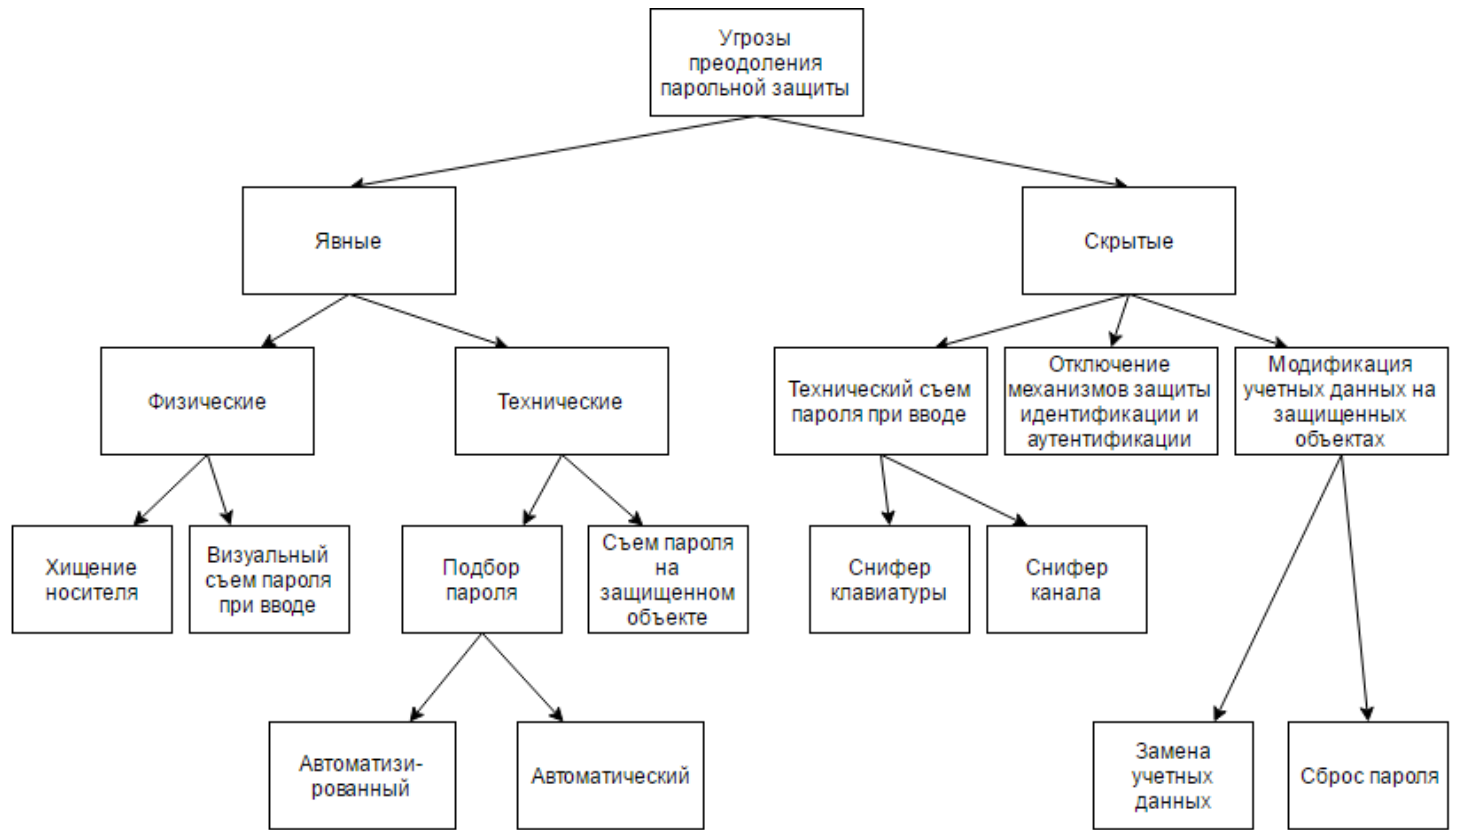 Угрозы
преодоления
парольной защиты
Явные
Скрытые
Физические
Технические
Технический съем
пароля при вводе
Отключение
механизмов защиты
идентификации и
аутентификации
Модификация
учетных данных на
защищенных
объектах
Хищение
носителя
Визуальный
съем пароля
при вводе
Подбор
пароля
Съем пароля
на
защищенном
объекте
Снифер
клавиатуры
Снифер
канала
Автоматизи-
рованный
Автоматический
Замена
учетных
данных
Сброс пароля